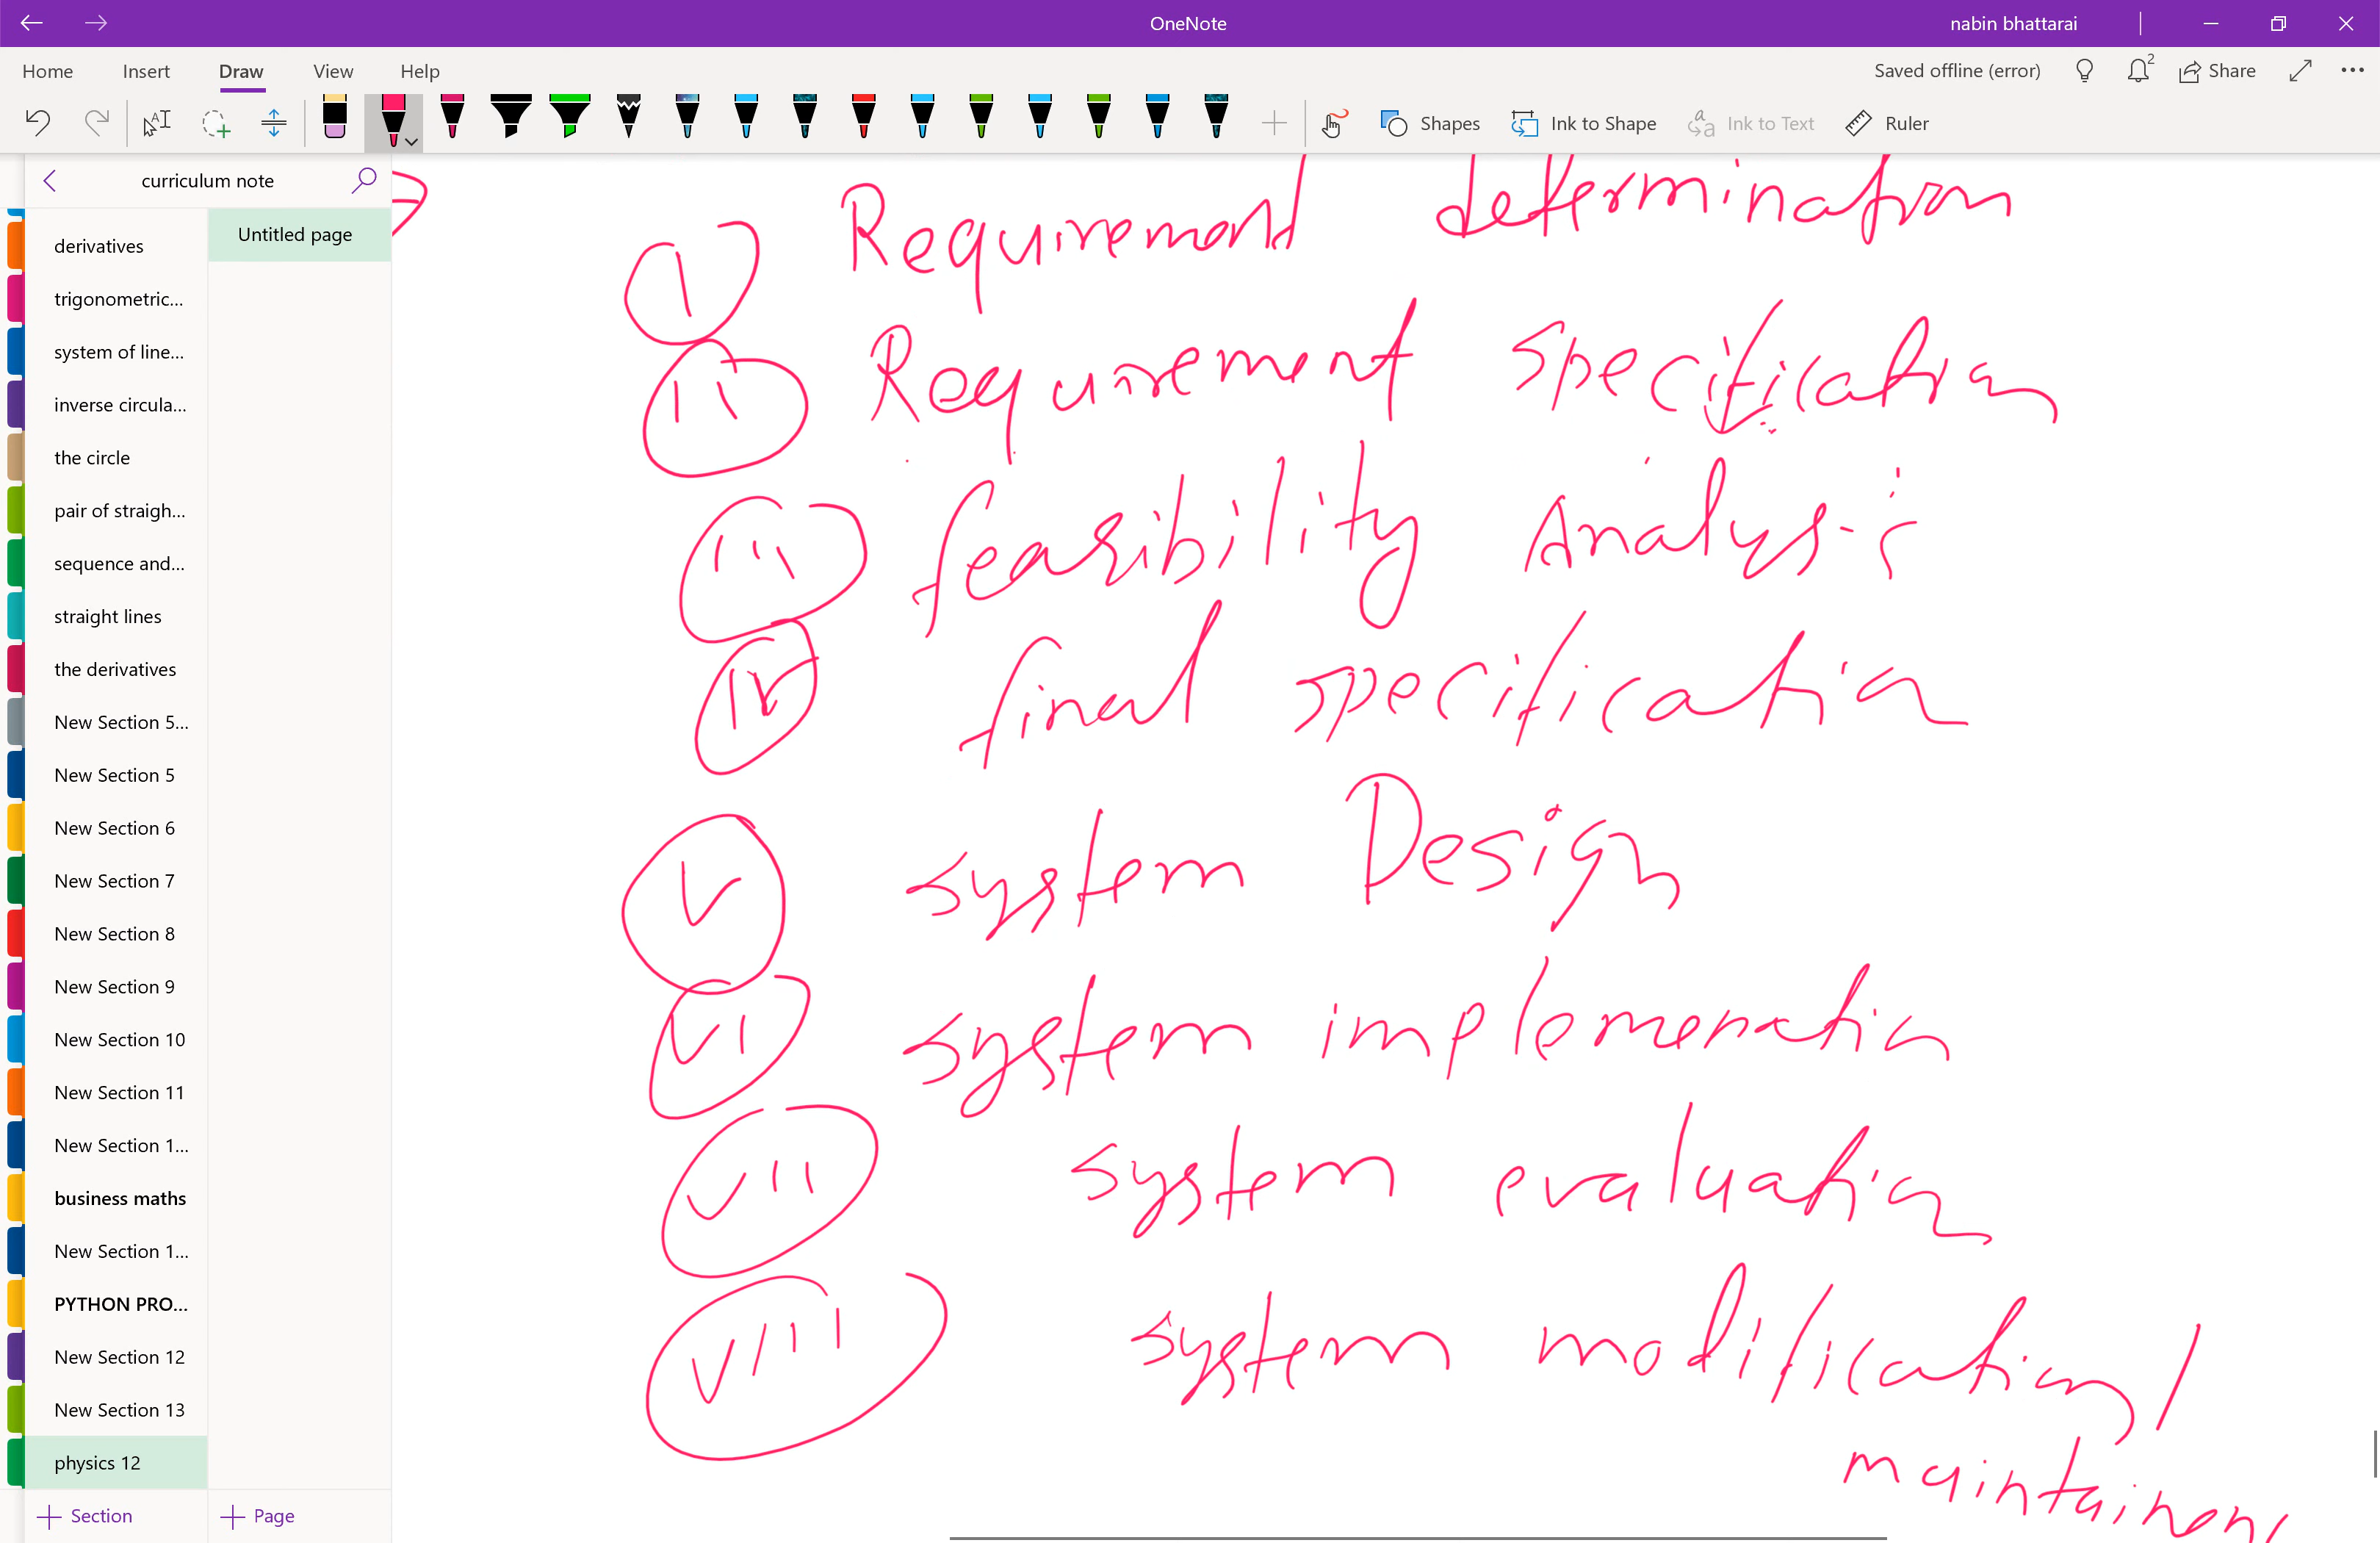 OneNote
nabin bhattarai
Home Insert Draw View Help
Saved offline (error) 2 Share
Shapes Ink to Shape Ink to Text Ruler
curriculum note
Untitled page
derivatives
trigonometric...
system of line...
inverse circula...
the circle
pair of straigh...
sequence and...
straight lines
the derivatives
New Section 5...
New Section 5
New Section 6
New Section 7
New Section 8
New Section 9
New Section 10
New Section 11
New Section 1...
business maths
New Section 1...
PYTHON PRO...
New Section 12
New Section 13
physics 12
Section
Page
I Requirement determination
II Requirement specification
III feasibility Analysis
IV final specification
V system Design
VI system implemenation
VII system evaluation
VIII system modification/